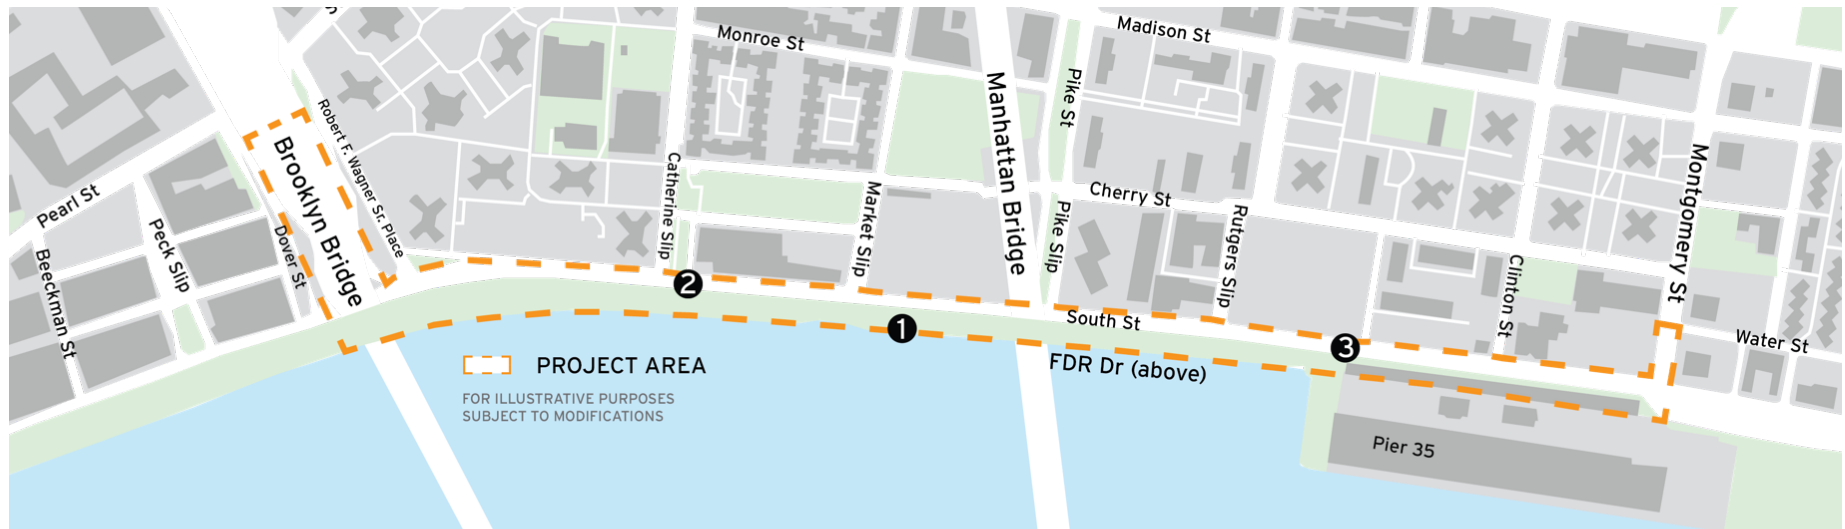 S
Monroe St
Madison St
Pike St
Manhattan Bridge
Robert F. Wagner Sr. Place
Brooklyn Bridge
Pearl St
Peck Slip
Dover St
Beeckman St
Catherine Slip
Market Slip
Pike Slip
Cherry St
Rutgers Slip
Clinton St
Montgomery St
Water St
2
1
3
South St
FDR Dr (above)
Pier 35
PROJECT AREA
FOR ILLUSTRATIVE PURPOSES
SUBJECT TO MODIFICATIONS